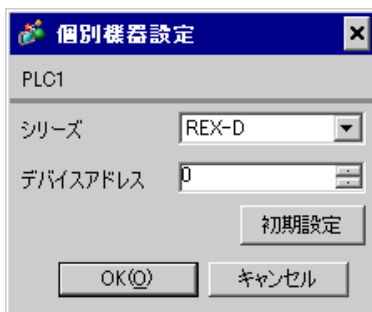 個別機器設定
PLC1
シリーズ REX-D
デバイスアドレス 0
初期設定
OK(O) キャンセル